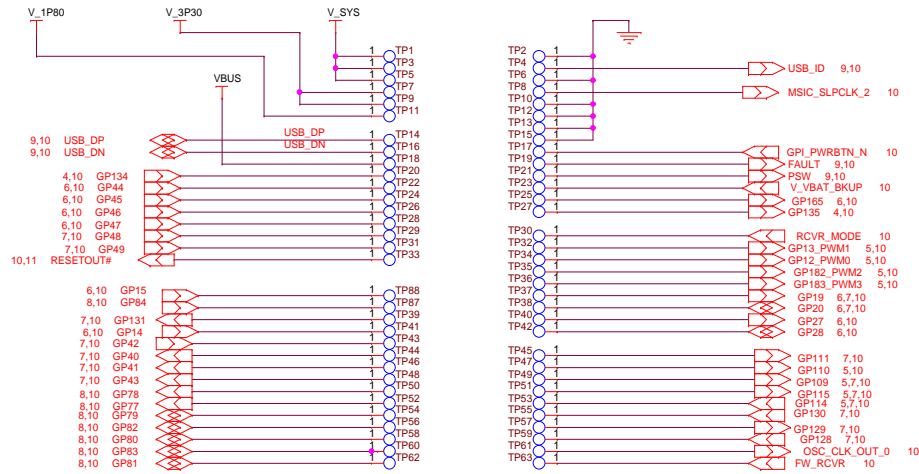 V_1P80 V_3P30 V_SYS
VBUS
1 TP1
1 TP3
1 TP5
1 TP7
1 TP9
1 TP11
9,10 USB_DP USB_DP 1 TP14
9,10 USB_DN USB_DN 1 TP16
1 TP18
4,10 GP134 1 TP20
6,10 GP44 1 TP22
6,10 GP45 1 TP24
6,10 GP46 1 TP26
6,10 GP47 1 TP28
7,10 GP48 1 TP29
7,10 GP49 1 TP31
10,11 RESETOUT# 1 TP33
6,10 GP15 1 TP88
8,10 GP84 1 TP87
7,10 GP131 1 TP39
6,10 GP14 1 TP41
7,10 GP42 1 TP43
7,10 GP40 1 TP44
7,10 GP41 1 TP46
7,10 GP43 1 TP48
8,10 GP78 1 TP50
8,10 GP77 1 TP52
8,10 GP79 1 TP54
8,10 GP82 1 TP56
8,10 GP80 1 TP58
8,10 GP83 1 TP60
8,10 GP81 1 TP62
TP2 1
TP4 1 USB_ID 9,10
TP6 1
TP8 1 MSIC_SLPCLK_2 10
TP10 1
TP12 1
TP13 1
TP15 1
TP17 1 GPI_PWRBTN_N 10
TP19 1 FAULT 9,10
TP21 1 PSW 9,10
TP23 1 V_VBAT_BKUP 10
TP25 1 GP165 6,10
TP27 1 GP135 4,10
TP30 1 RCVR_MODE 10
TP32 1 GP13_PWM1 5,10
TP34 1 GP12_PWM0 5,10
TP35 1 GP182_PWM2 5,10
TP36 1 GP183_PWM3 5,10
TP37 1 GP19 6,7,10
TP38 1 GP20 6,7,10
TP40 1 GP27 6,10
TP42 1 GP28 6,10
TP45 1 GP111 7,10
TP47 1 GP110 5,10
TP49 1 GP109 5,7,10
TP51 1 GP115 5,7,10
TP53 1 GP114 5,7,10
TP55 1 GP130 7,10
TP57 1 GP129 7,10
TP59 1 GP128 7,10
TP61 1 OSC_CLK_OUT_0 10
TP63 1 FW_RCVR 10